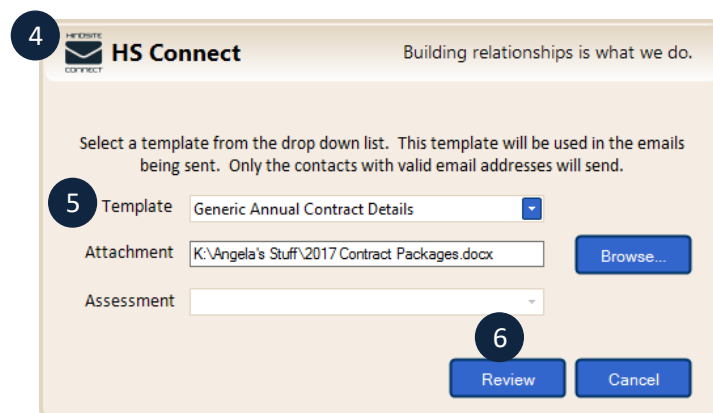 4
HINDSITE
CONNECT
HS Connect
Building relationships is what we do.
Select a template from the drop down list. This template will be used in the emails
being sent. Only the contacts with valid email addresses will send.
5
Template
Generic Annual Contract Details
Attachment
K:\Angela's Stuff\2017 Contract Packages.docx
Browse...
Assessment
6
Review
Cancel